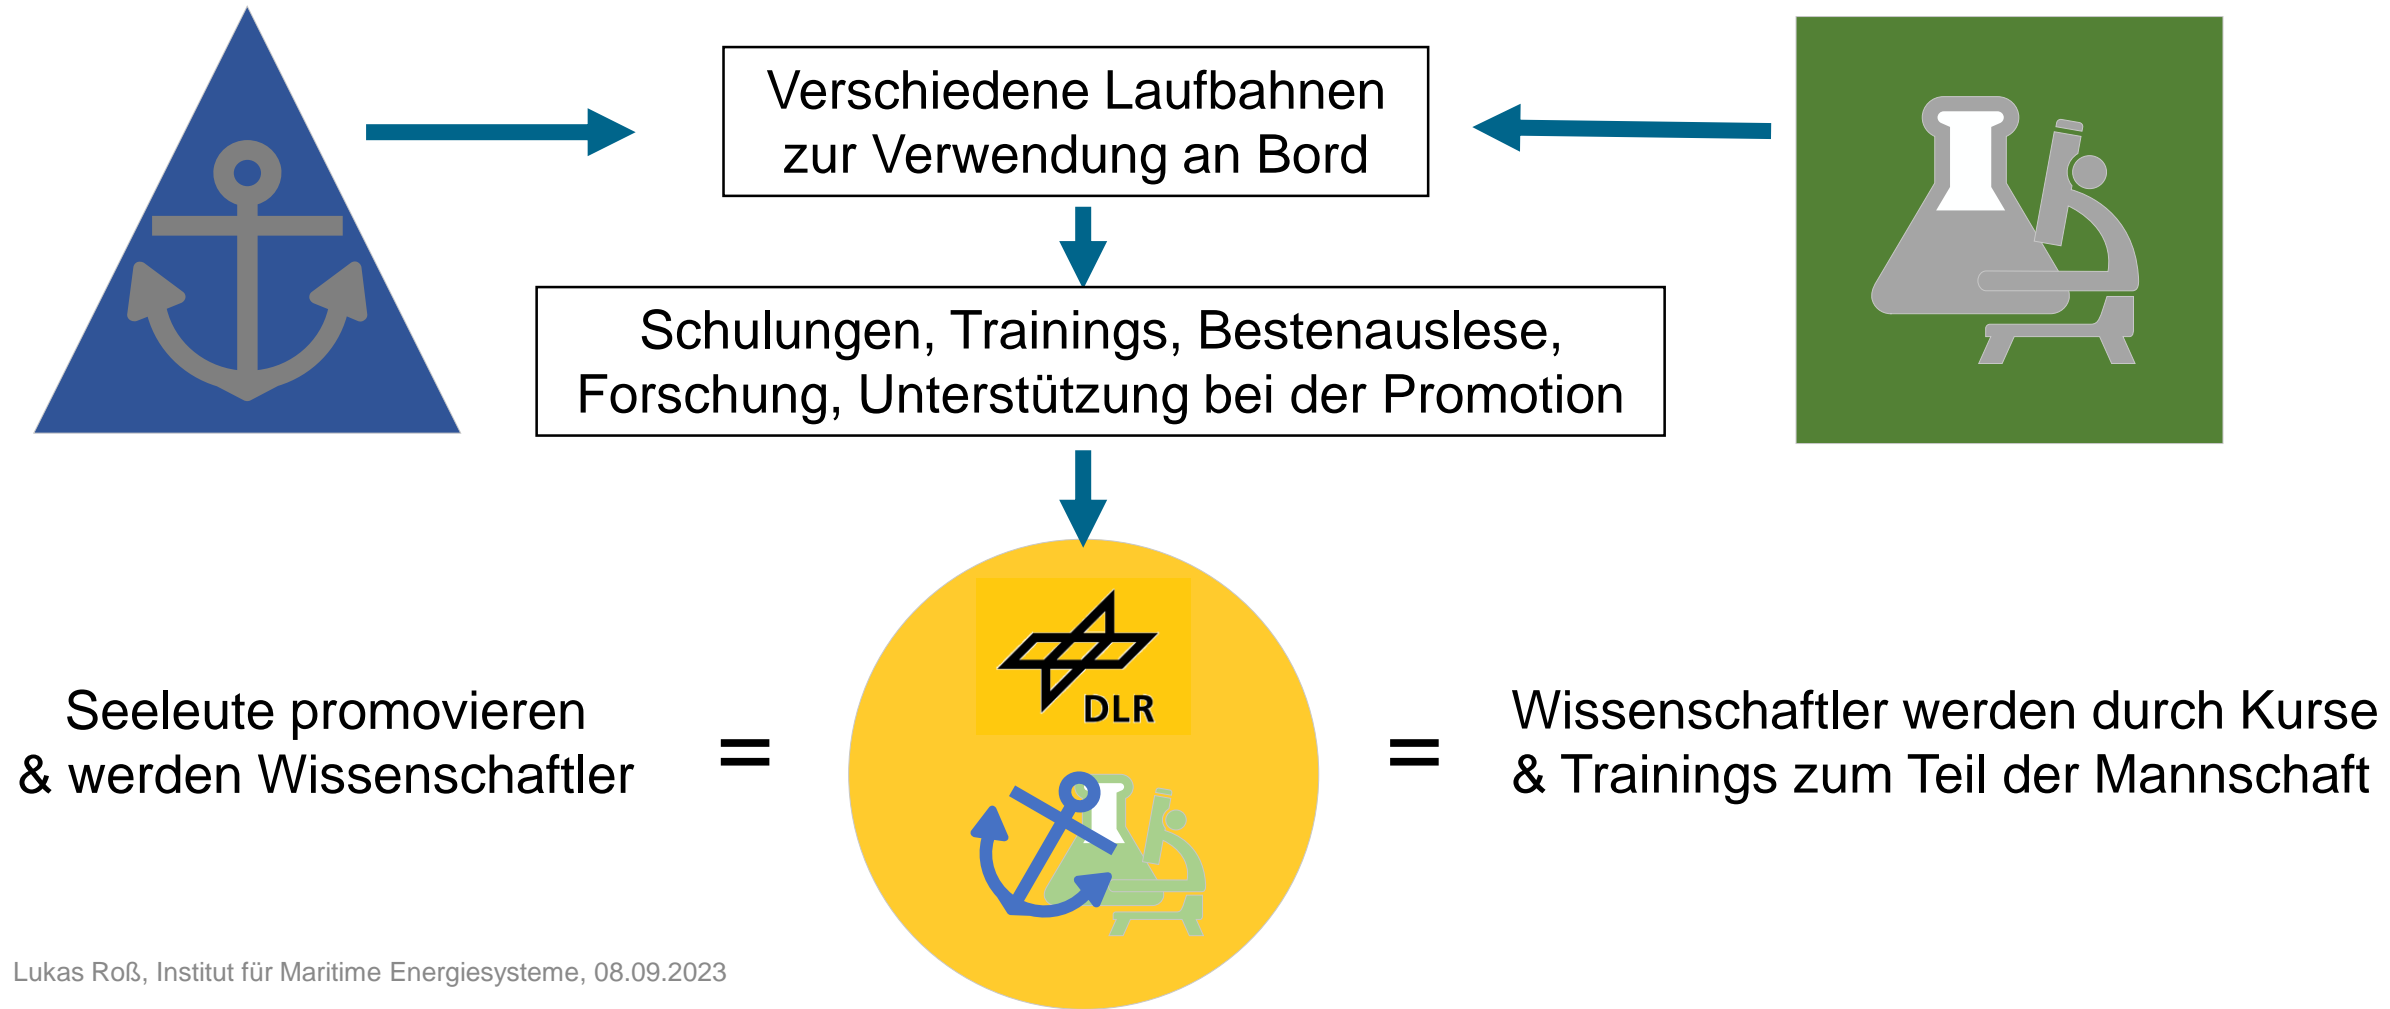 Verschiedene Laufbahnen
zur Verwendung an Bord
Schulungen, Trainings, Bestenauslese,
Forschung, Unterstützung bei der Promotion
DLR
Seeleute promovieren
& werden Wissenschaftler
=
=
Wissenschaftler werden durch Kurse
& Trainings zum Teil der Mannschaft
Lukas Roß, Institut für Maritime Energiesysteme, 08.09.2023